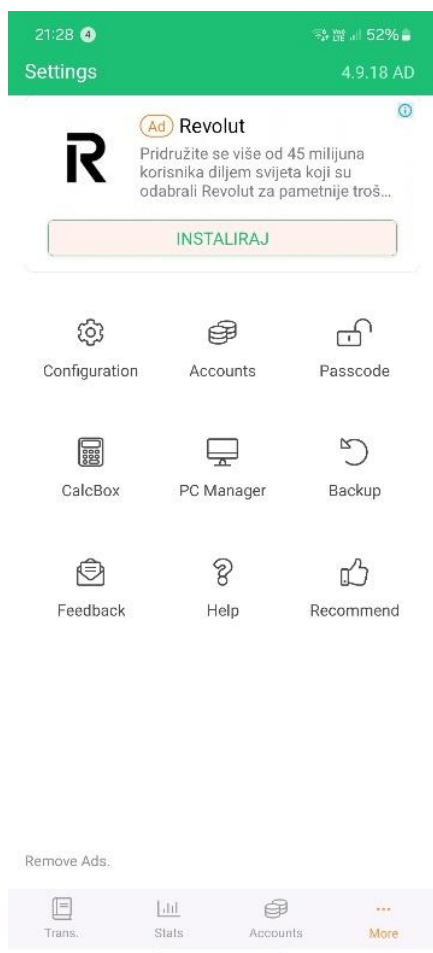 21:28 4 52%
Settings 4.9.18 AD
Ad Revolut
Pridružite se više od 45 milijuna
korisnika diljem svijeta koji su
odabrali Revolut za pametnije troš...
INSTALIRAJ
Configuration Accounts Passcode
CalcBox PC Manager Backup
Feedback Help Recommend
Remove Ads.
Trans. Stats Accounts More